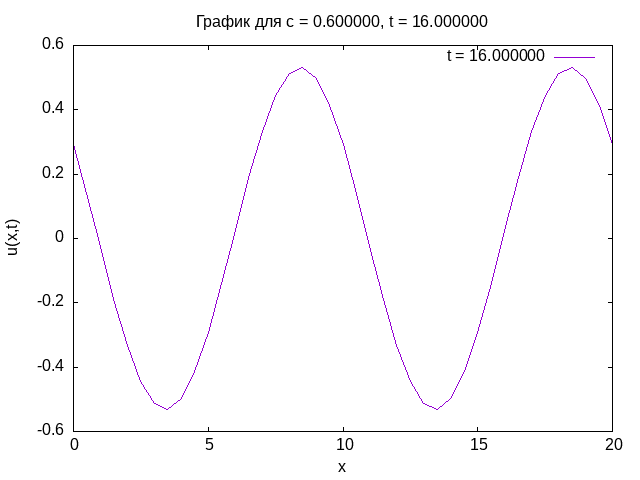 График для c = 0.600000, t = 16.000000
t = 16.000000
0.6
0.4
0.2
0
-0.2
-0.4
-0.6
u(x,t)
0 5 10 15 20
x